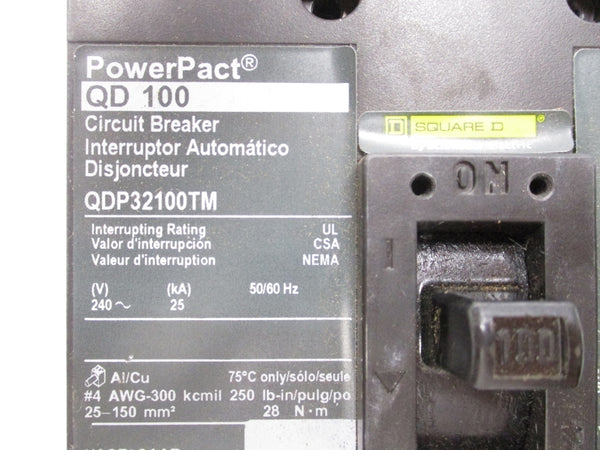 PowerPact®
QD 100
Circuit Breaker
Interruptor Automático
Disjoncteur
QDP32100TM
Interrupting Rating UL
Valor d'interrupción CSA
Valeur d'interruption NEMA
(V) (kA) 50/60 Hz
240 ~ 25
Al/Cu 75°C only/sólo/seule
#4 AWG-300 kcmil 250 lb-in/pulg/po
25–150 mm² 28 N·m
SQUARE D
ON
I
100